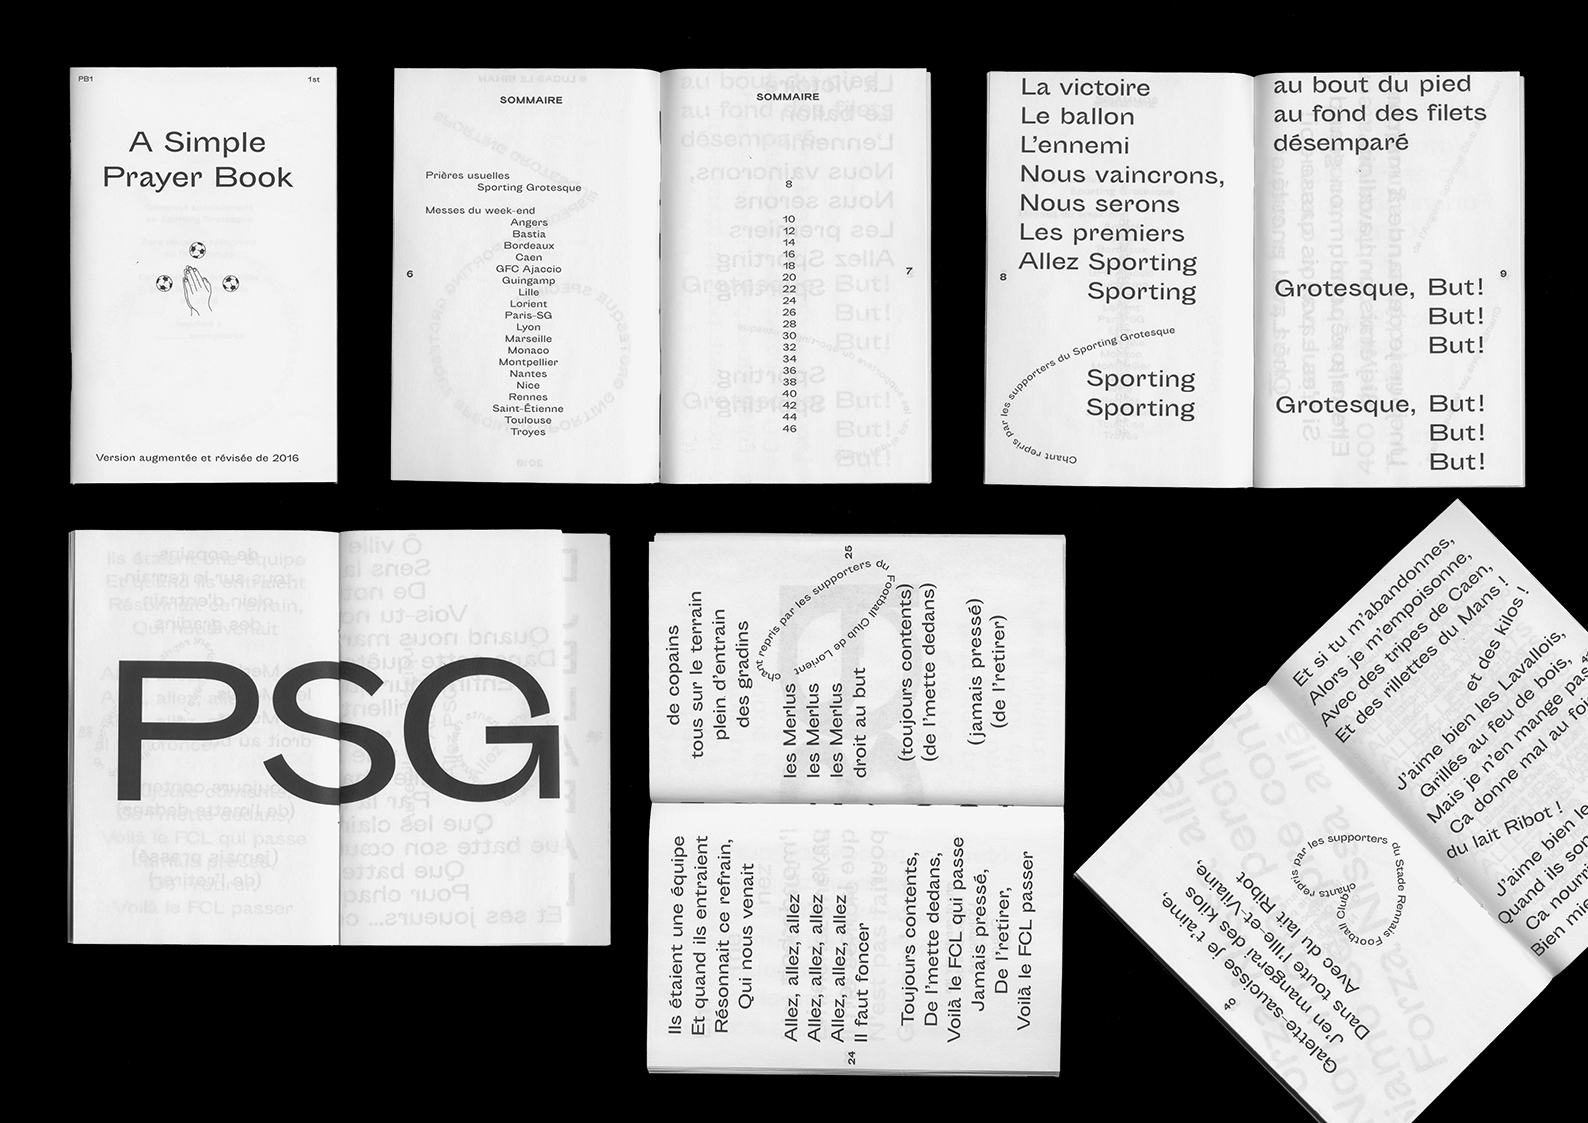 PB1
1st
A Simple
Prayer Book
Version augmentée et révisée de 2016
SOMMAIRE
Prières usuelles
Sporting Grotesque
Messes du week-end
Angers
Bastia
Bordeaux
Caen
GFC Ajaccio
Guingamp
Lille
Lorient
Paris-SG
Lyon
Marseille
Monaco
Montpellier
Nantes
Nice
Rennes
Saint-Étienne
Toulouse
Troyes
6
SOMMAIRE
8
10
12
14
16
18
20
22
24
26
28
30
32
34
36
38
40
42
44
46
7
La victoire
Le ballon
L'ennemi
Nous vaincrons,
Nous serons
Les premiers
Allez Sporting
Sporting
Chant repris par les supporters du Sporting Grotesque
Sporting
Sporting
8
au bout du pied
au fond des filets
désemparé
Grotesque, But!
But!
But!
Grotesque, But!
But!
But!
9
PSG
Ils étaient une équipe
Et quand ils entraient
Résonnait ce refrain,
Qui nous venait
Allez, allez, allez
Allez, allez, allez
Allez, allez, allez
Il faut foncer
Toujours contents,
De l'mette dedans,
Voilà le FCL qui passe
Jamais pressé,
De l'retirer,
Voilà le FCL passer
24
de copains
tous sur le terrain
plein d'entrain
des gradins
chant repris par les supporters du Football Club de Lorient
les Merlus
les Merlus
les Merlus
droit au but
(toujours contents)
(de l'mette dedans)
(jamais pressé)
(de l'retirer)
25
Galette-saucisse je t'aime,
J'en mangerai des kilos
Dans toute l'Ille-et-Vilaine,
Avec du lait Ribot
chants repris par les supporters du Stade Rennais Football Club
40
Et si tu m'abandonnes,
Alors je m'empoisonne,
Avec des tripes de Caen,
Et des rillettes du Mans !
et des kilos !
J'aime bien les Lavallois,
Grillés au feu de bois,
Mais je n'en mange pas
Ca donne mal au foi
du lait Ribot !
J'aime bien le
Quand ils son
Ca nourri
Bien mie